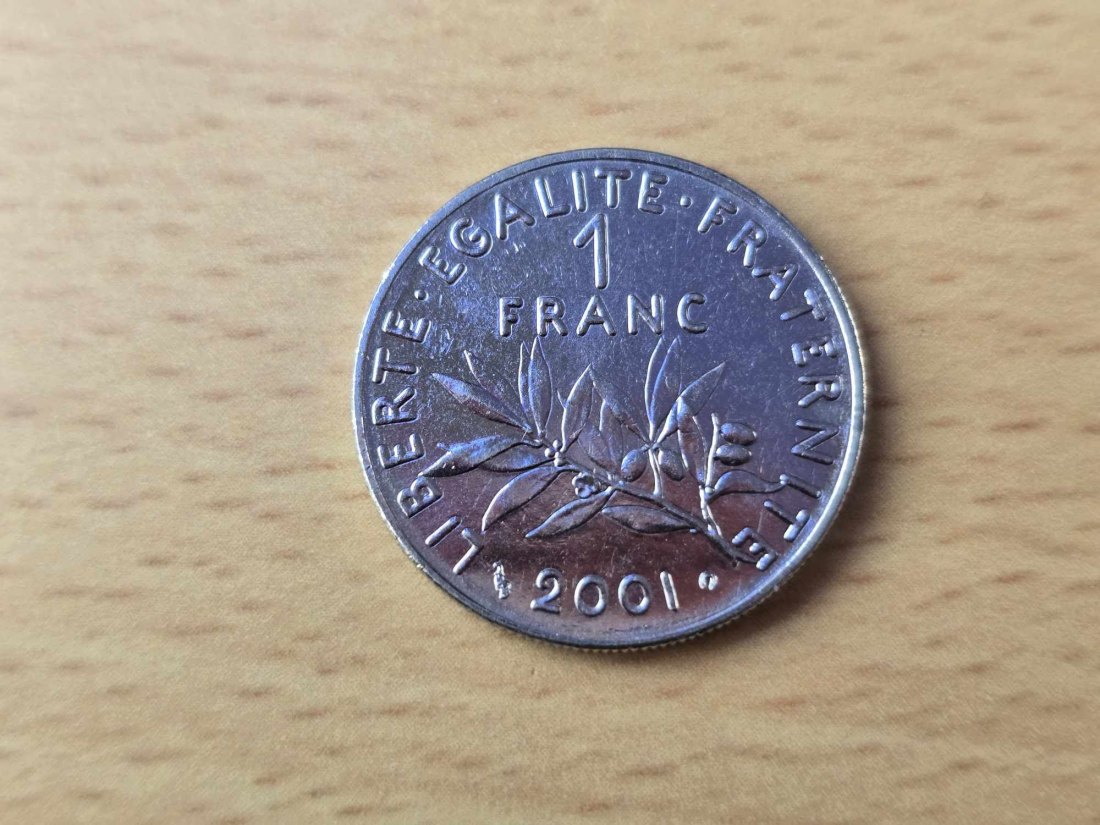 LIBERTE · EGALITE · FRATERNITE
1
FRANC
2001